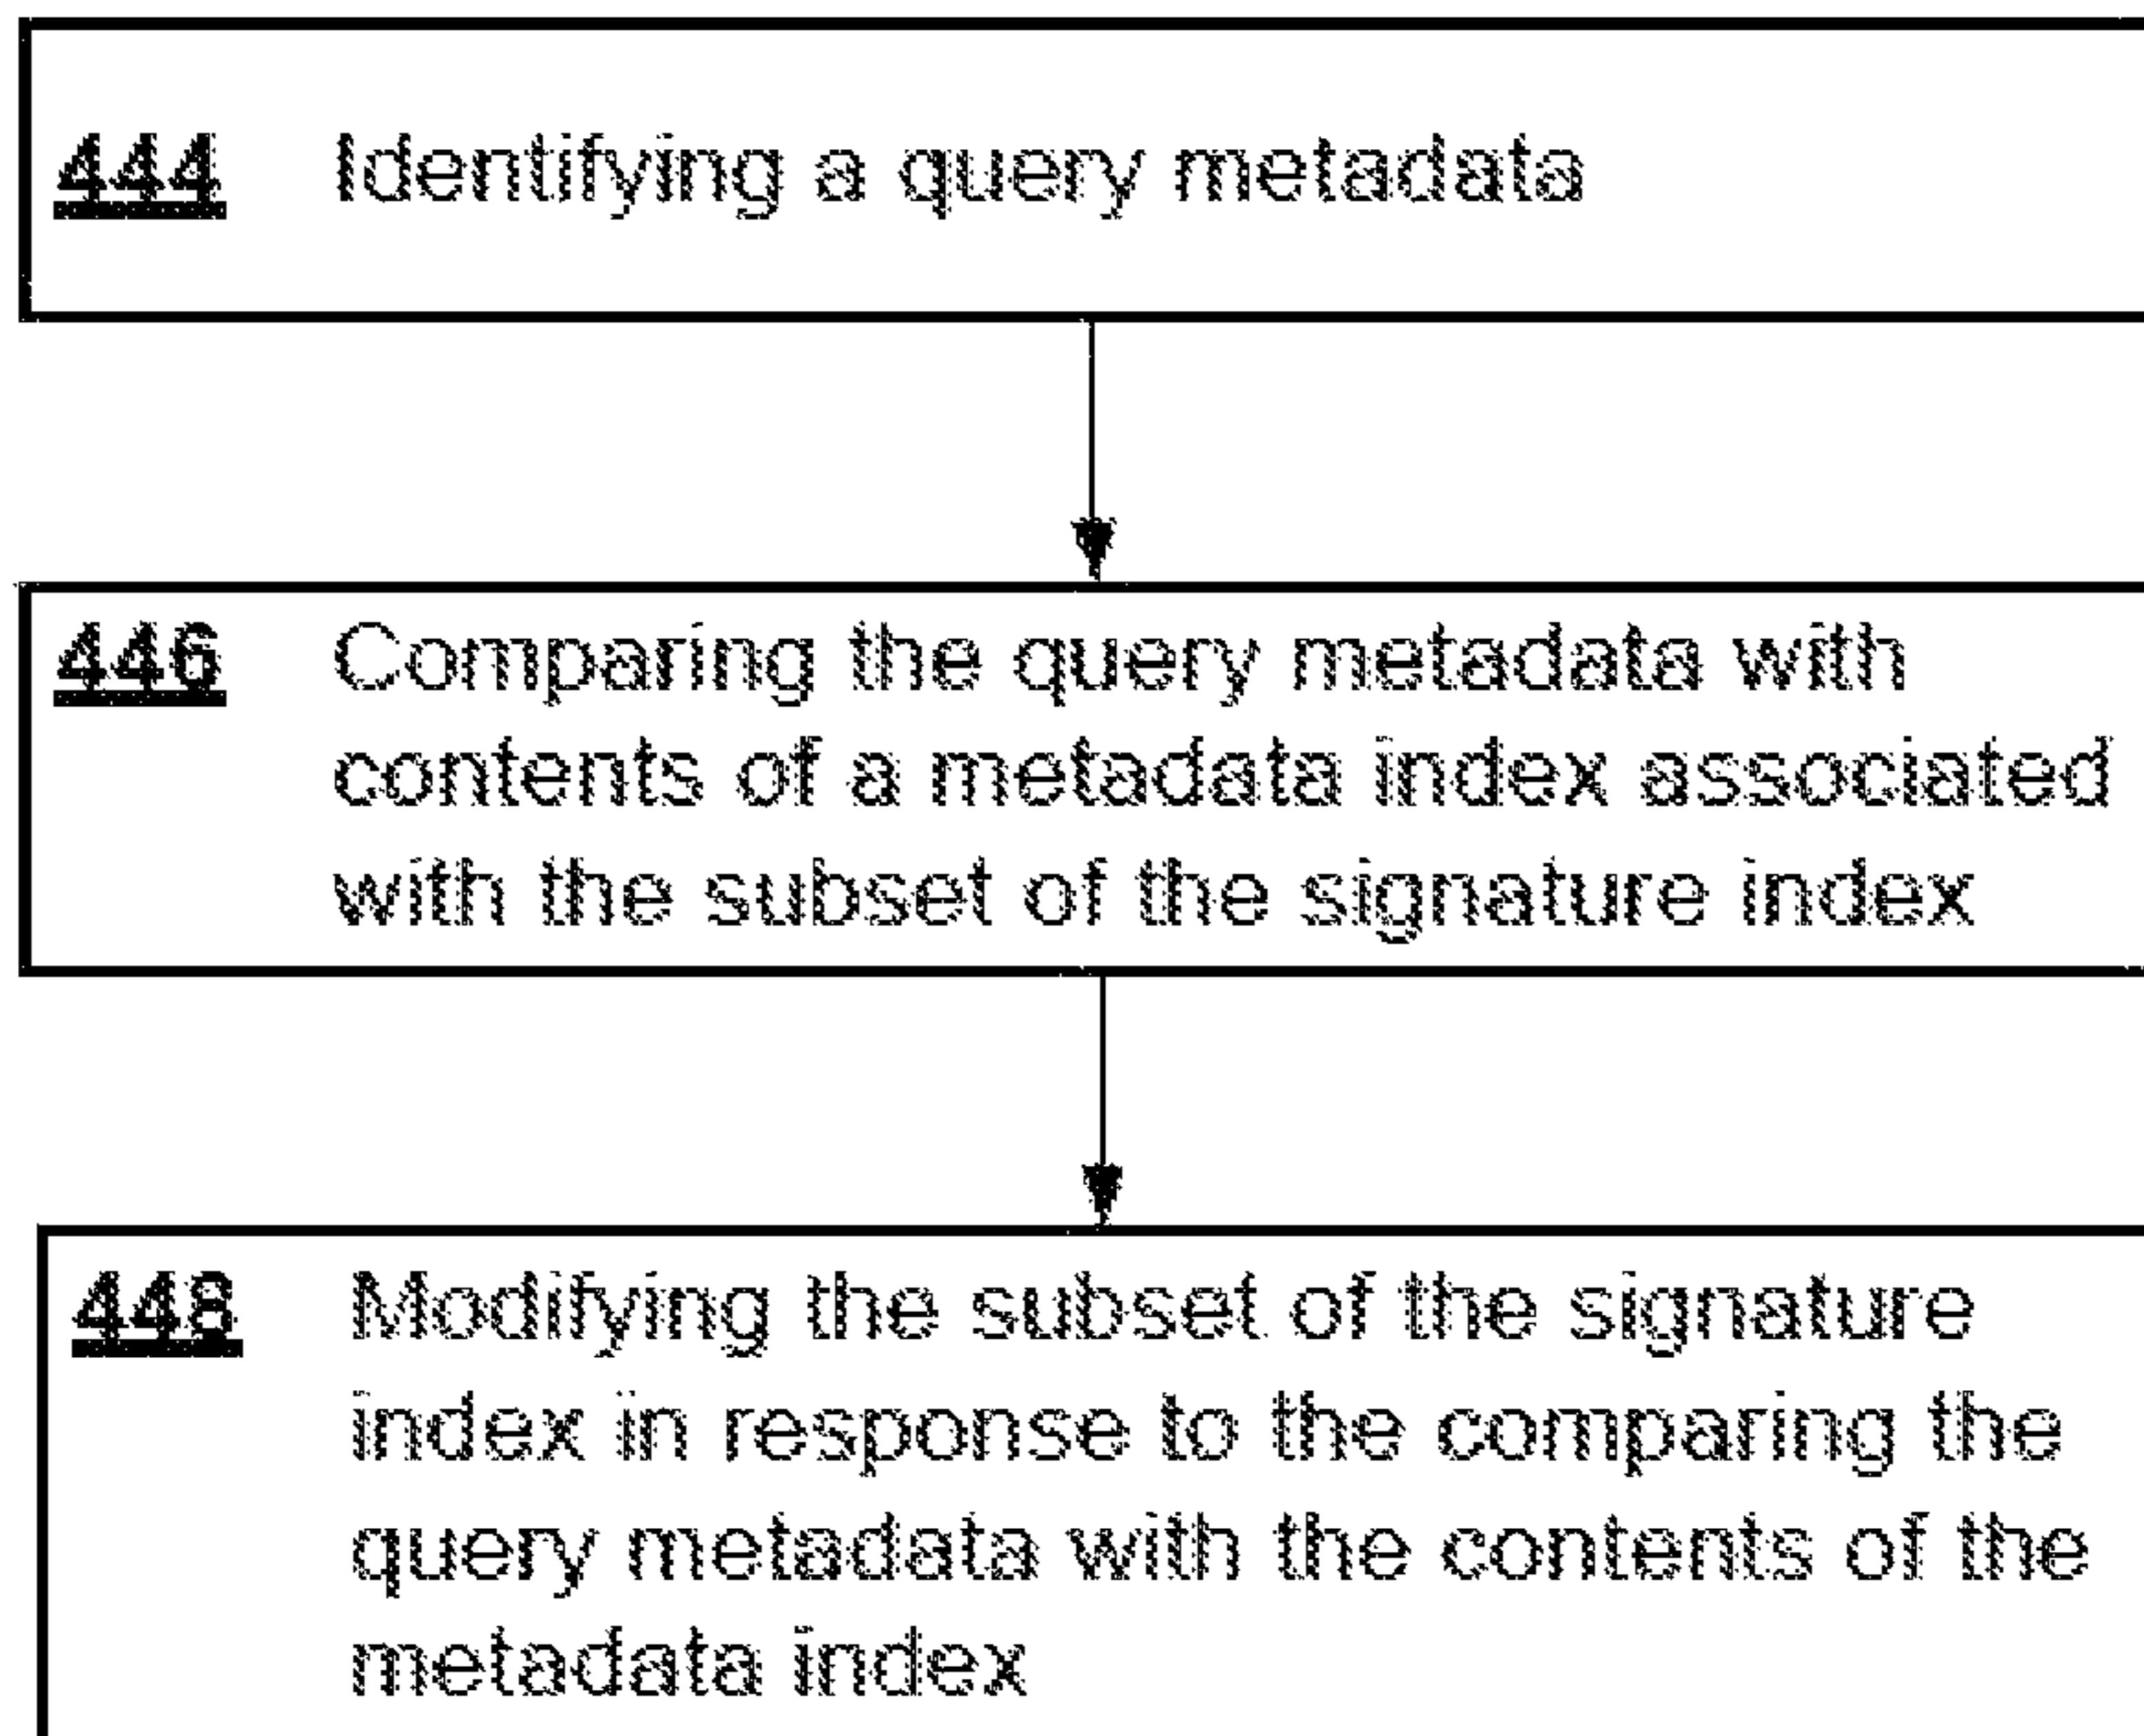 444 Identifying a query metadata
446 Comparing the query metadata with
contents of a metadata index associated
with the subset of the signature index
448 Modifying the subset of the signature
index in response to the comparing the
query metadata with the contents of the
metadata index